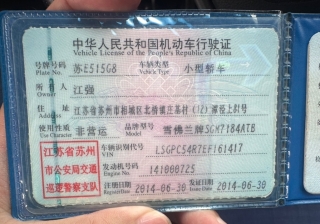 中华人民共和国机动车行驶证
Vehicle License of the People's Republic of China
号牌号码 Plate No. 苏E515G8 车辆类型 Vehicle Type 小型轿车
所有人 Owner 江强
住址 Address 江苏省苏州市相城区北桥镇庄基村(12)谭径上81号
使用性质 Use Character 非营运 品牌型号 Model 雪佛兰牌SGM7184ATB
江苏省苏州市公安局交通巡逻警察支队
车辆识别代号 VIN LSGPC54R7EF161417
发动机号码 Engine No. 141000725
注册日期 Register Date 2014-06-30 发证日期 Issue Date 2014-06-30